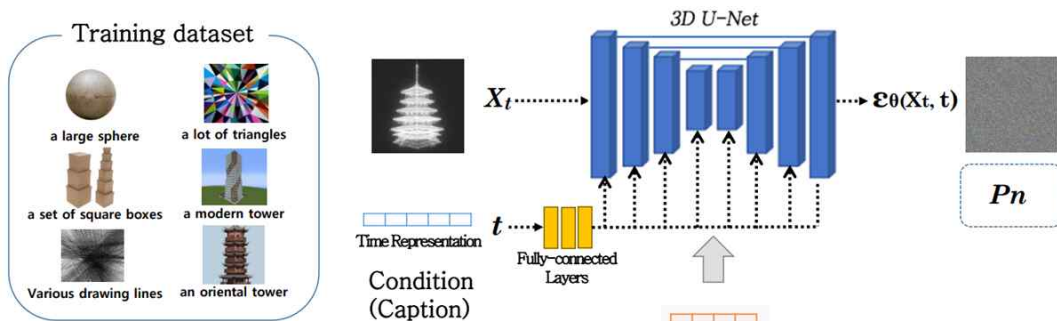 Training dataset
a large sphere
a lot of triangles
a set of square boxes
a modern tower
Various drawing lines
an oriental tower
3D U-Net
Xt
εθ(Xt, t)
Pn
Time Representation
t
Fully-connected
Layers
Condition
(Caption)